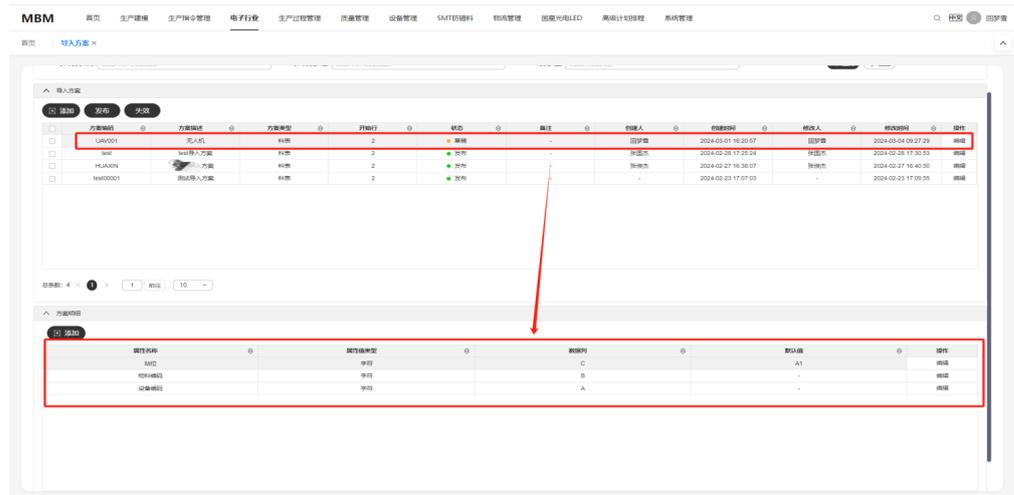 MBM 首页 生产建模 生产指令管理 电子行业 生产过程管理 质量管理 设备管理 SMT防错料 物流管理 国星光电LED 高级计划排程 系统管理 中文 回梦雪
首页 导入方案 ×
导入方案
添加 发布 失效
方案编码 方案描述 方案类型 开始行 状态 备注 创建人 创建时间 修改人 修改时间 操作
UAV001 无人机 料表 2 草稿 - 回梦雪 2024-03-01 16:20:57 回梦雪 2024-03-04 09:27:29 编辑
test test导入方案 料表 2 发布 - 张国杰 2024-02-28 17:25:24 张国杰 2024-02-28 17:30:53 编辑
HUAXIN 导入方案 料表 2 发布 - 张俊杰 2024-02-27 16:38:07 张俊杰 2024-02-27 16:40:50 编辑
test00001 测试导入方案 料表 2 发布 - - 2024-02-23 17:07:03 - 2024-02-23 17:09:55 编辑
总条数: 4 < 1 > 1 前往 10
方案明细
添加
属性名称 属性值类型 数据列 默认值 操作
站位 字符 C A1 编辑
物料编码 字符 B - 编辑
设备编码 字符 A - 编辑